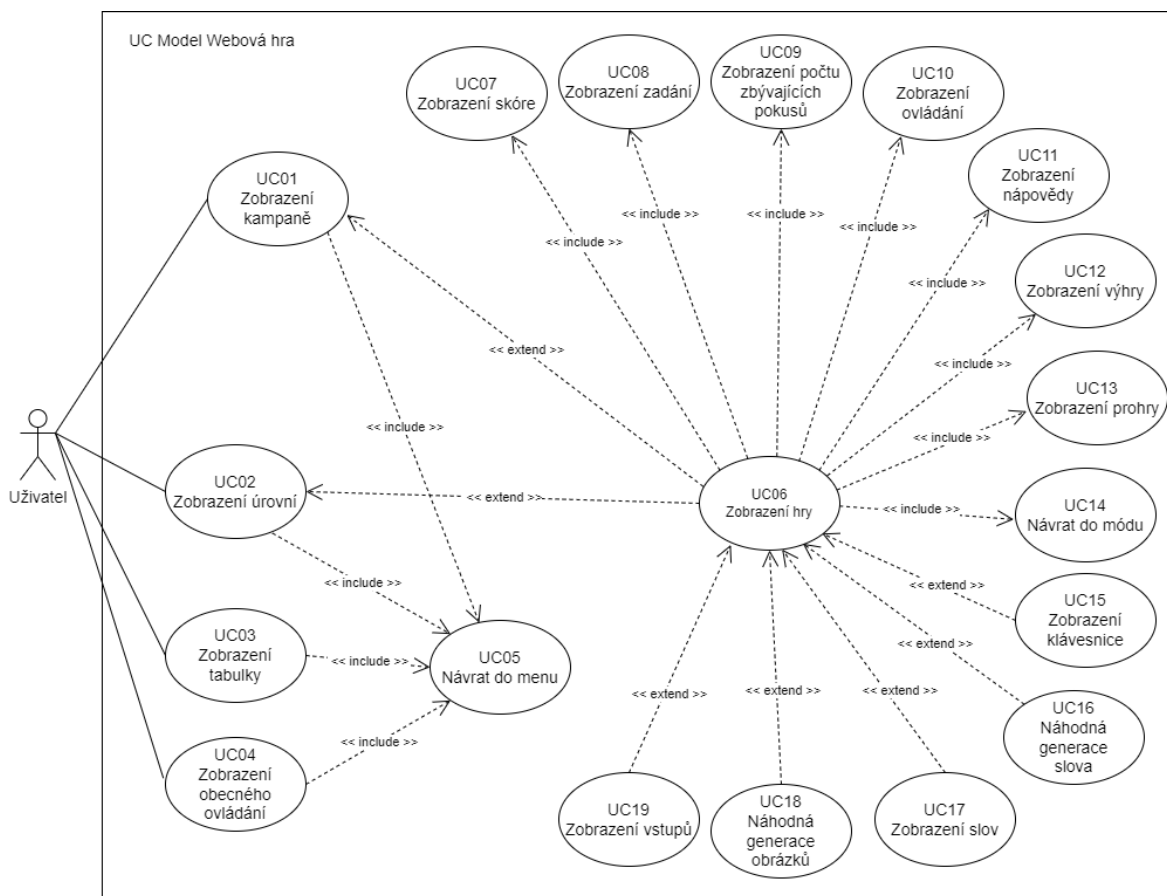 UC Model Webová hra
UC07
Zobrazení skóre
UC08
Zobrazení zadání
UC09
Zobrazení počtu
zbývajících
pokusů
UC10
Zobrazení
ovládání
UC01
Zobrazení
kampaně
UC11
Zobrazení
nápovědy
<< include >>
<< include >>
<< include >>
<< include >>
<< include >>
UC12
Zobrazení výhry
<< extend >>
<< include >>
UC13
Zobrazení prohry
<< include >>
<< include >>
Uživatel
UC02
Zobrazení úrovní
<< extend >>
UC06
Zobrazení hry
<< include >>
UC14
Návrat do módu
<< include >>
<< extend >>
UC15
Zobrazení
klávesnice
UC03
Zobrazení
tabulky
<< include >>
UC05
Návrat do menu
<< extend >>
<< extend >>
<< extend >>
<< extend >>
UC16
Náhodná
generace
slova
<< include >>
UC04
Zobrazení
obecného
ovládání
UC19
Zobrazení vstupů
UC18
Náhodná
generace
obrázků
UC17
Zobrazení slov